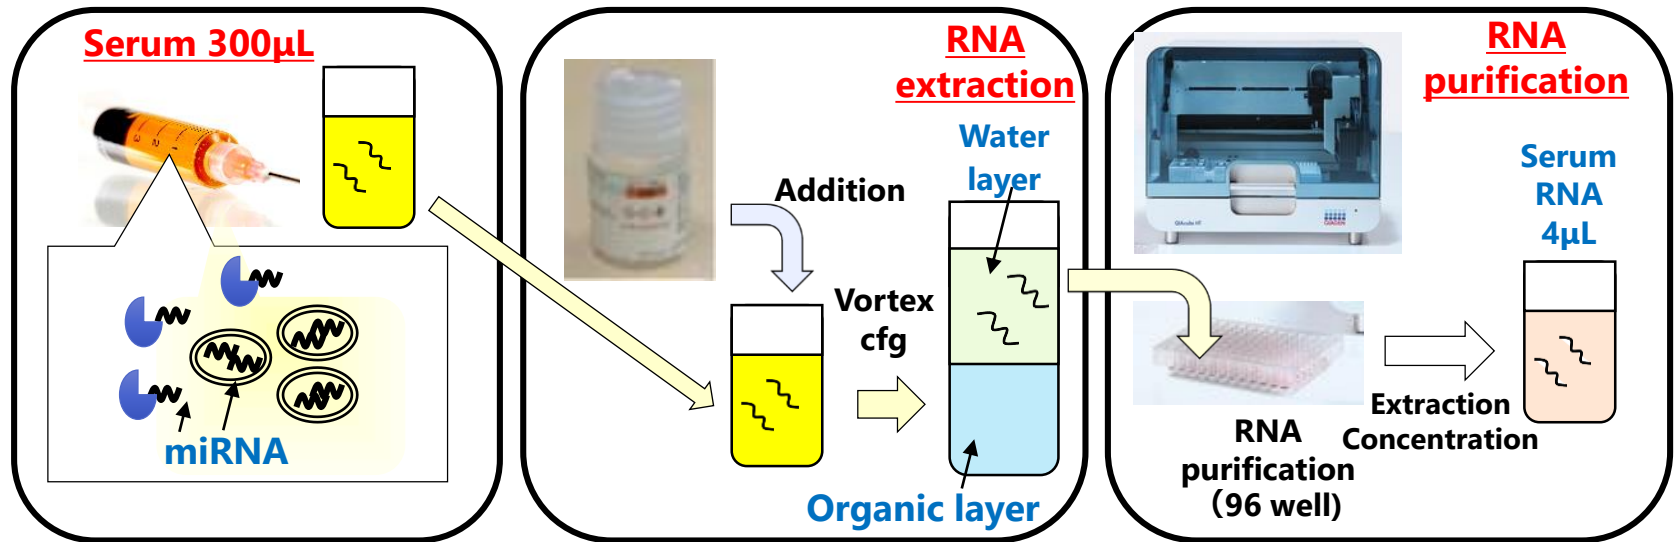 Serum 300μL
miRNA
RNA
extraction
Addition
Water
layer
Vortex
cfg
Organic layer
RNA
purification
Serum
RNA
4μL
RNA
purification
(96 well)
Extraction
Concentration